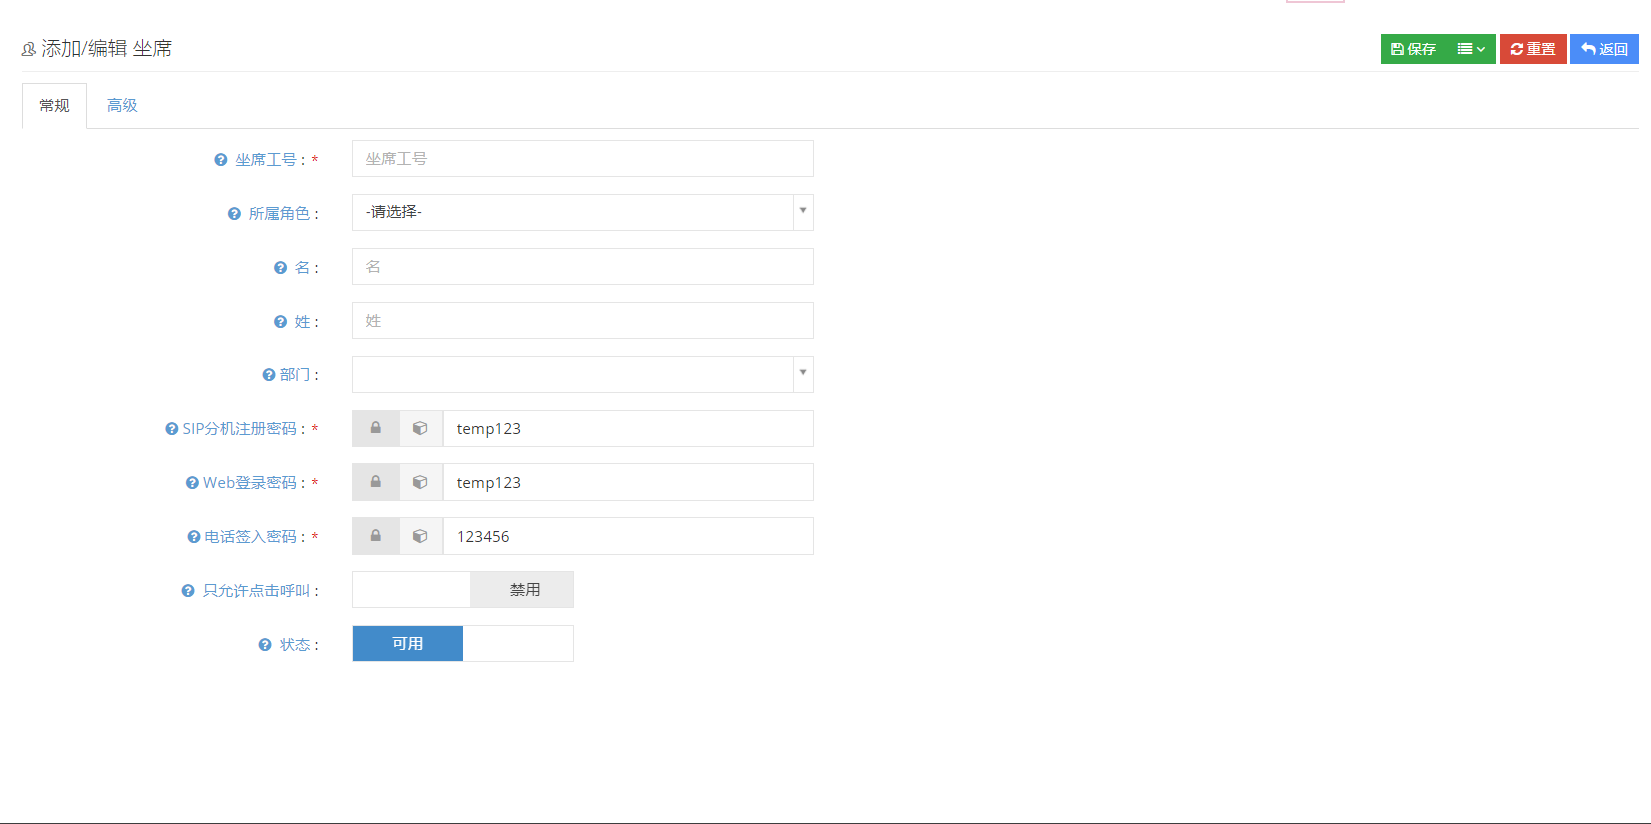 添加/编辑 坐席
保存
重置
返回
常规
高级
坐席工号 : *
坐席工号
所属角色 :
-请选择-
名 :
名
姓 :
姓
部门 :
SIP分机注册密码 : *
temp123
Web登录密码 : *
temp123
电话签入密码 : *
123456
只允许点击呼叫 :
禁用
状态 :
可用